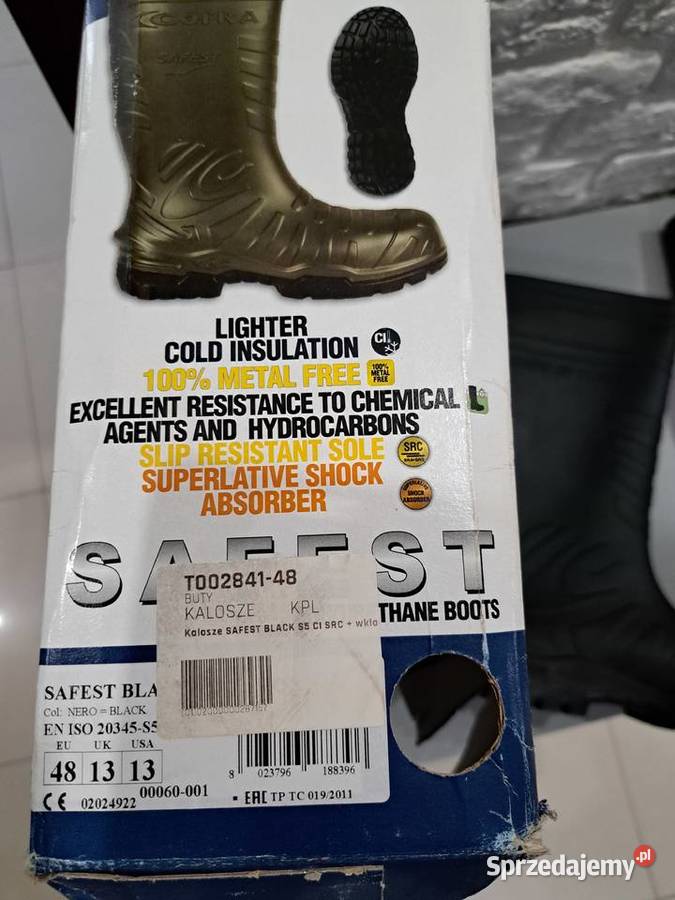 COFRA
SAFEST
LIGHTER
COLD INSULATION
CI
100% METAL FREE
100%
METAL
FREE
EXCELLENT RESISTANCE TO CHEMICAL
AGENTS AND HYDROCARBONS
SLIP RESISTANT SOLE
SRC
SUPERLATIVE SHOCK
ABSORBER
SUPERLATIVE
SHOCK
ABSORBER
SAFEST
T002841-48
BUTY
KALOSZE KPL
Kalosze SAFEST BLACK S5 CI SRC + wkła
THANE BOOTS
SAFEST BLA
Col: NERO = BLACK
EN ISO 20345-S5
EU UK USA
48 13 13
CE 02024922 00060-001
8 023796 188396
EAC TP TC 019/2011
Sprzedajemy.pl